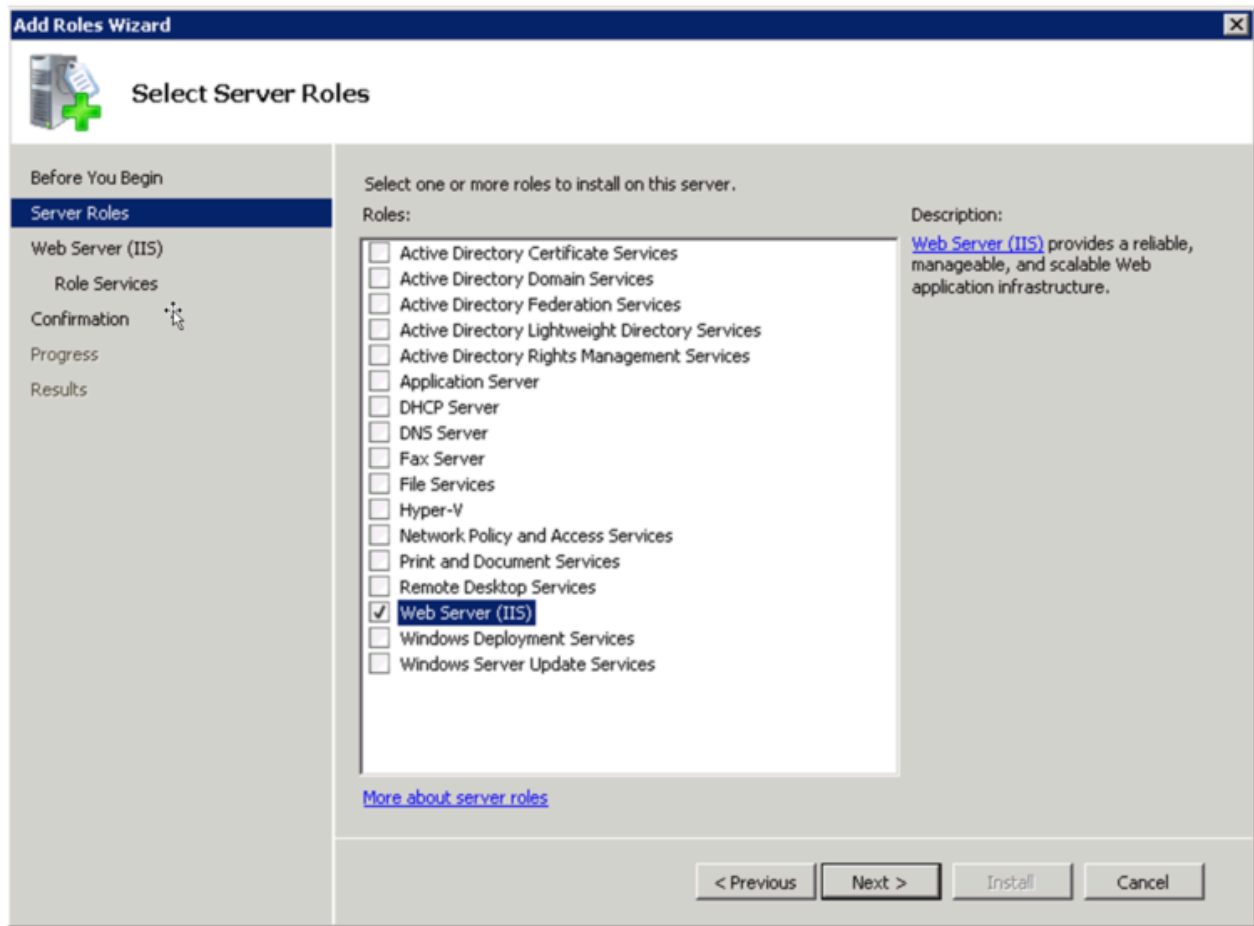 Add Roles Wizard
Select Server Roles
Before You Begin
Server Roles
Web Server (IIS)
Role Services
Confirmation
Progress
Results
Select one or more roles to install on this server.
Roles:
Active Directory Certificate Services
Active Directory Domain Services
Active Directory Federation Services
Active Directory Lightweight Directory Services
Active Directory Rights Management Services
Application Server
DHCP Server
DNS Server
Fax Server
File Services
Hyper-V
Network Policy and Access Services
Print and Document Services
Remote Desktop Services
Web Server (IIS)
Windows Deployment Services
Windows Server Update Services
More about server roles
Description:
Web Server (IIS) provides a reliable,
manageable, and scalable Web
application infrastructure.
< Previous
Next >
Install
Cancel